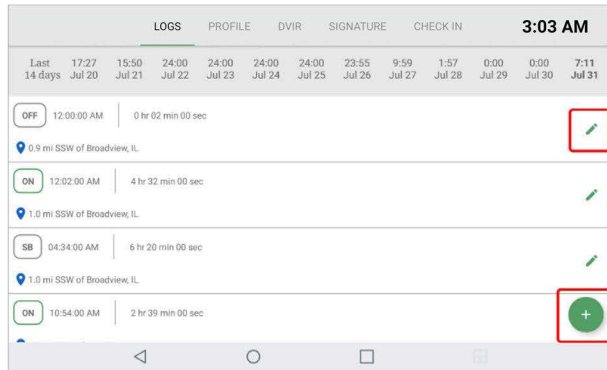 LOGS PROFILE DVIR SIGNATURE CHECK IN 3:03 AM
Last 17:27 15:50 24:00 24:00 24:00 24:00 23:55 9:59 1:57 0:00 0:00 7:11
14 days Jul 20 Jul 21 Jul 22 Jul 23 Jul 24 Jul 25 Jul 26 Jul 27 Jul 28 Jul 29 Jul 30 Jul 31
OFF 12:00:00 AM 0 hr 02 min 00 sec
0.9 mi SSW of Broadview, IL
ON 12:02:00 AM 4 hr 32 min 00 sec
1.0 mi SSW of Broadview, IL
SB 04:34:00 AM 6 hr 20 min 00 sec
1.0 mi SSW of Broadview, IL
ON 10:54:00 AM 2 hr 39 min 00 sec